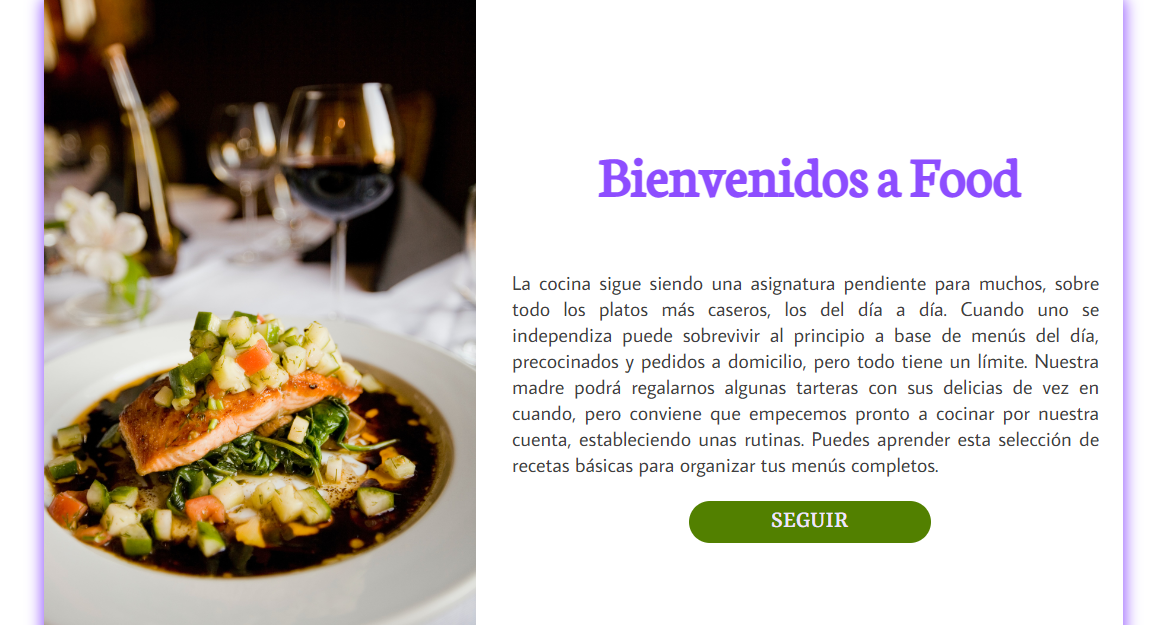 Bienvenidos a Food
La cocina sigue siendo una asignatura pendiente para muchos, sobre
todo los platos más caseros, los del día a día. Cuando uno se
independiza puede sobrevivir al principio a base de menús del día,
precocinados y pedidos a domicilio, pero todo tiene un límite. Nuestra
madre podrá regalarnos algunas tarteras con sus delicias de vez en
cuando, pero conviene que empecemos pronto a cocinar por nuestra
cuenta, estableciendo unas rutinas. Puedes aprender esta selección de
recetas básicas para organizar tus menús completos.
SEGUIR